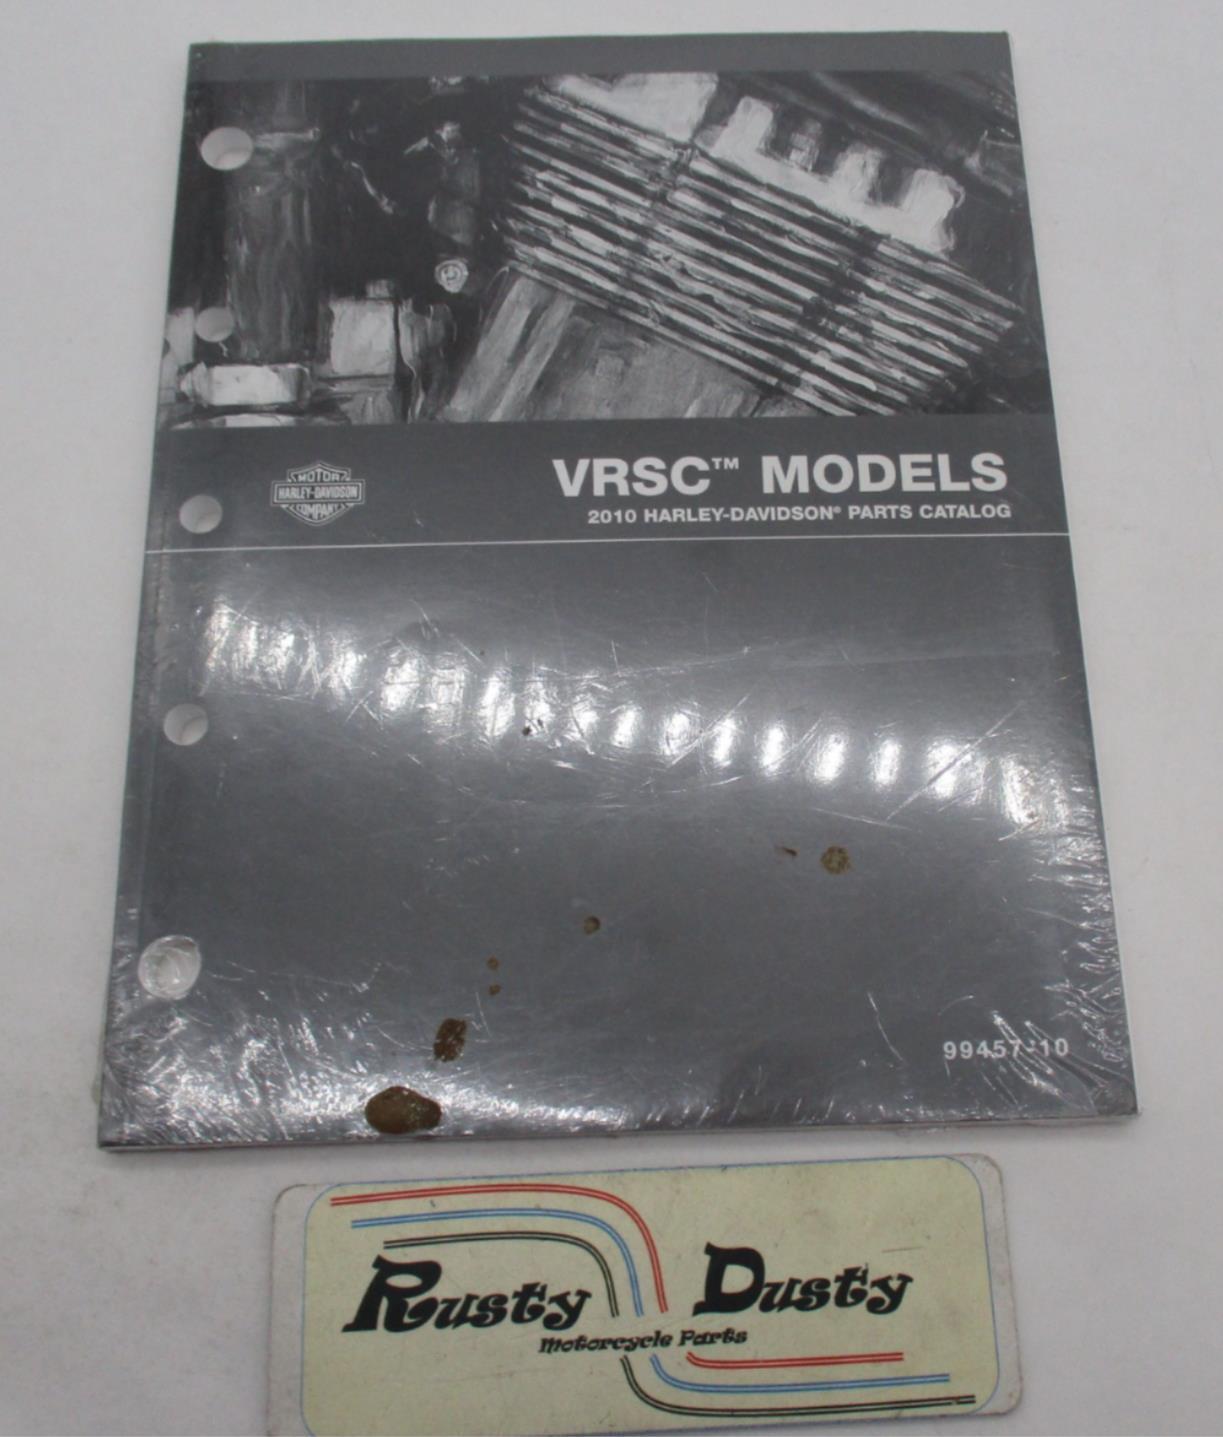 MOTOR
HARLEY-DAVIDSON
COMPANY
VRSC™ MODELS
2010 HARLEY-DAVIDSON® PARTS CATALOG
99457-10
Rusty Dusty
Motorcycle Parts